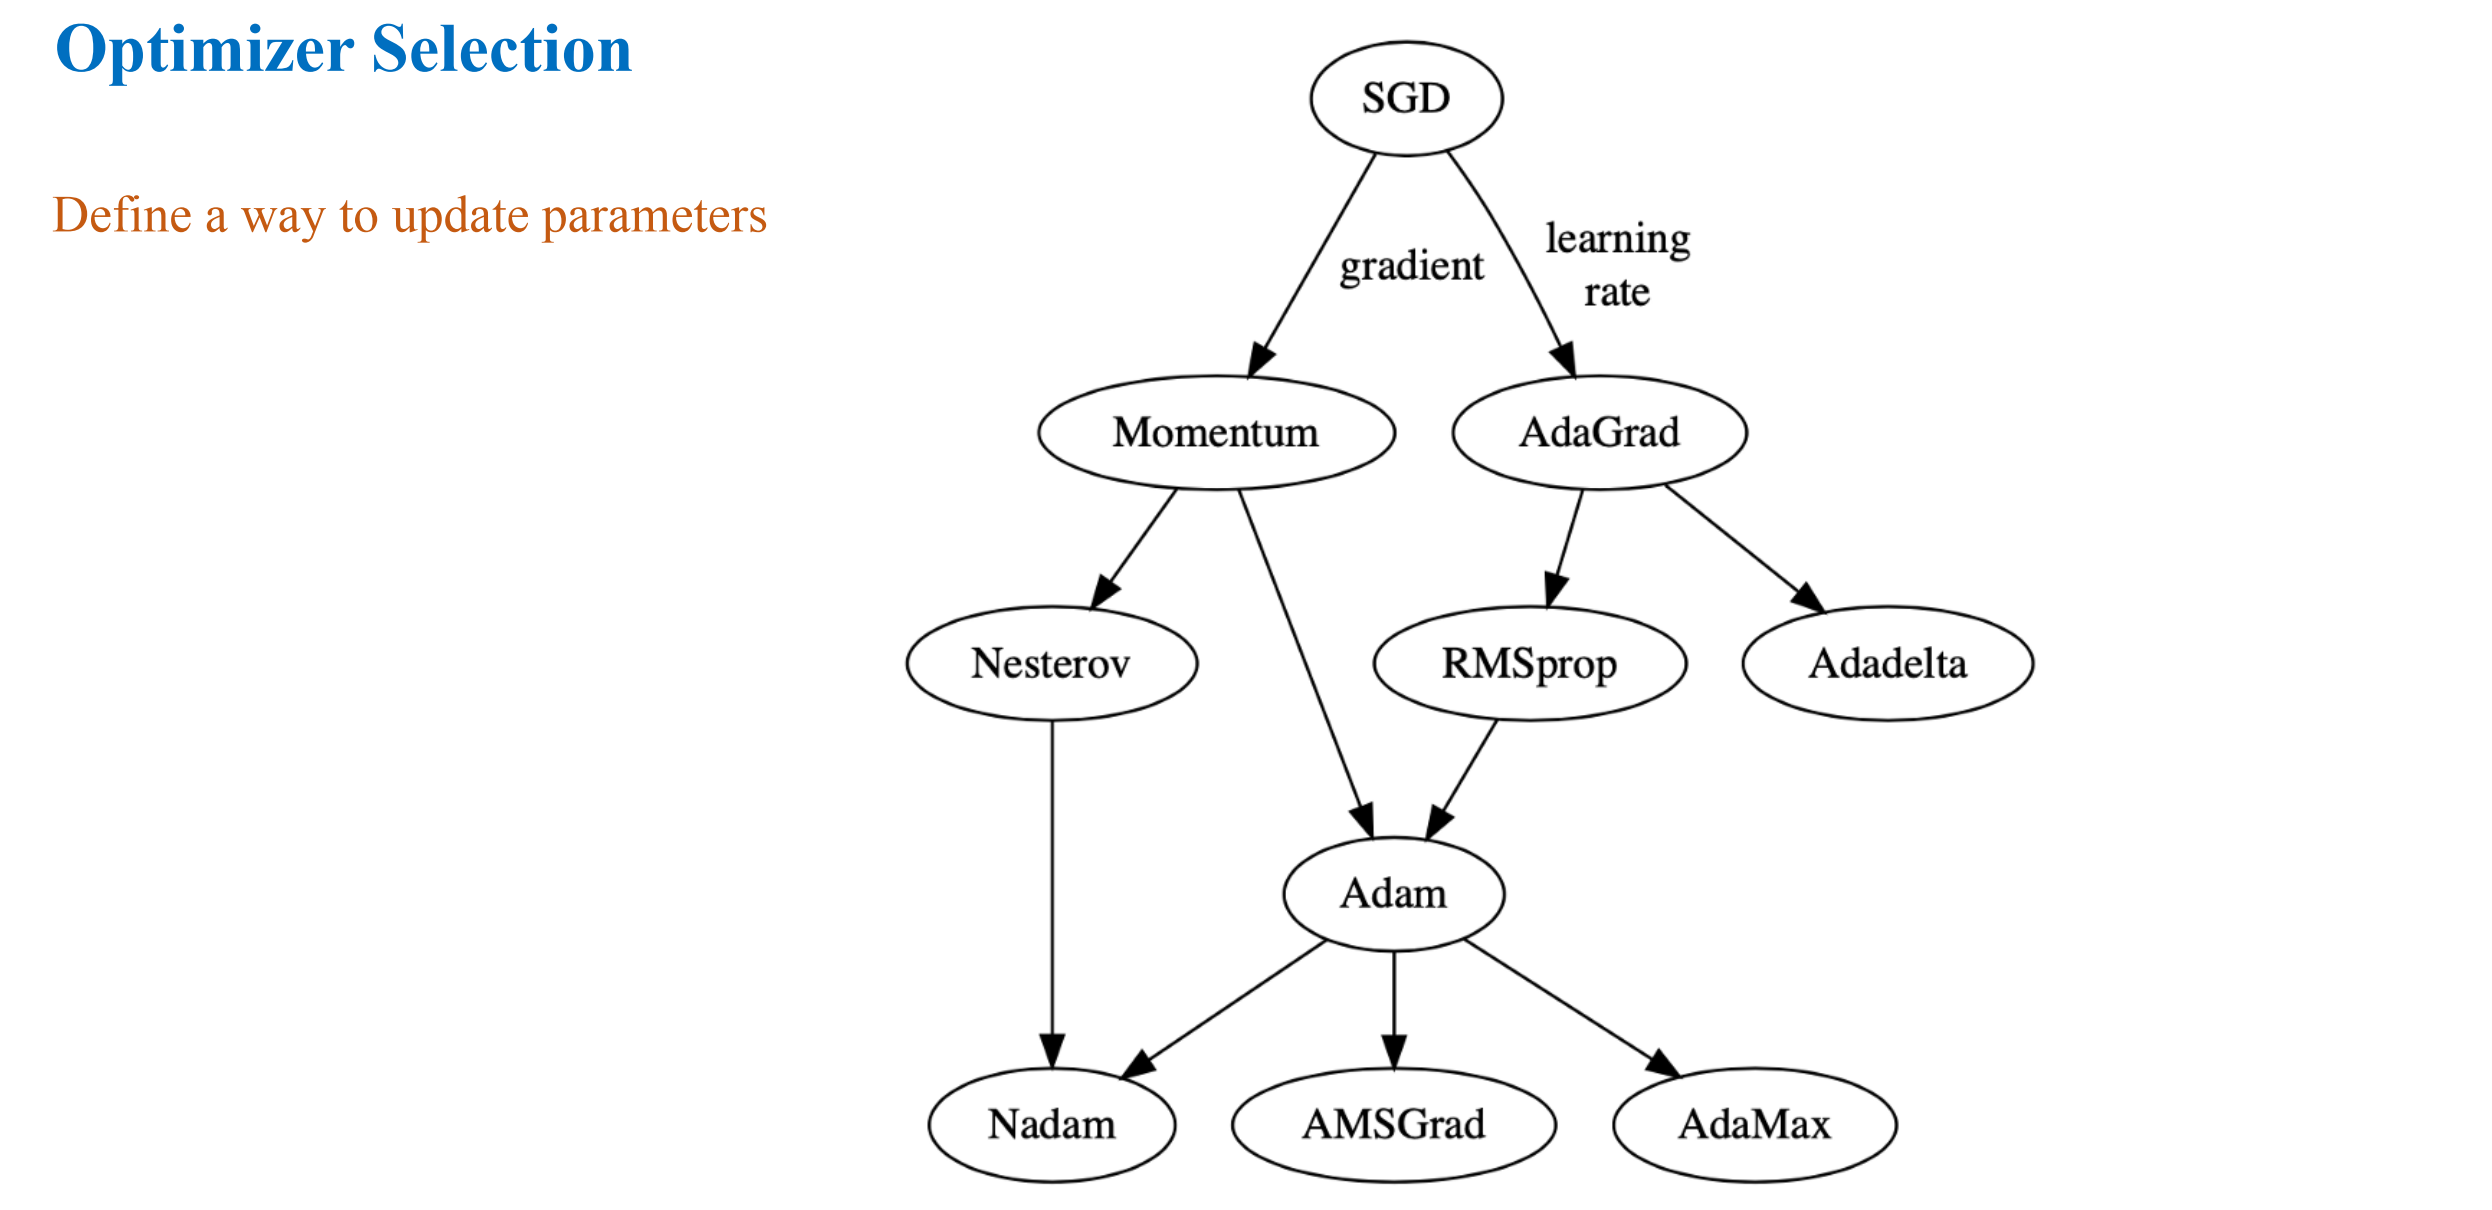 Optimizer Selection
Define a way to update parameters
SGD
gradient
learning
rate
Momentum
AdaGrad
Nesterov
RMSprop
Adadelta
Adam
Nadam
AMSGrad
AdaMax